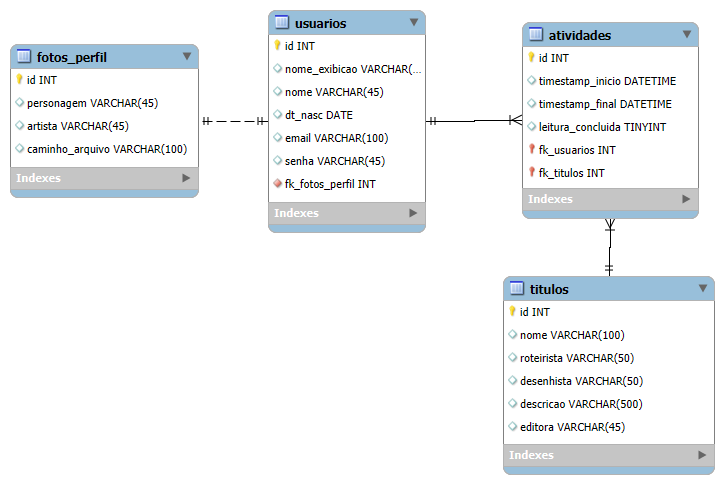 fotos_perfil
id INT
personagem VARCHAR(45)
artista VARCHAR(45)
caminho_arquivo VARCHAR(100)
Indexes
usuarios
id INT
nome_exibicao VARCHAR(...
nome VARCHAR(45)
dt_nasc DATE
email VARCHAR(100)
senha VARCHAR(45)
fk_fotos_perfil INT
Indexes
atividades
id INT
timestamp_inicio DATETIME
timestamp_final DATETIME
leitura_concluida TINYINT
fk_usuarios INT
fk_titulos INT
Indexes
titulos
id INT
nome VARCHAR(100)
roteirista VARCHAR(50)
desenhista VARCHAR(50)
descricao VARCHAR(500)
editora VARCHAR(45)
Indexes